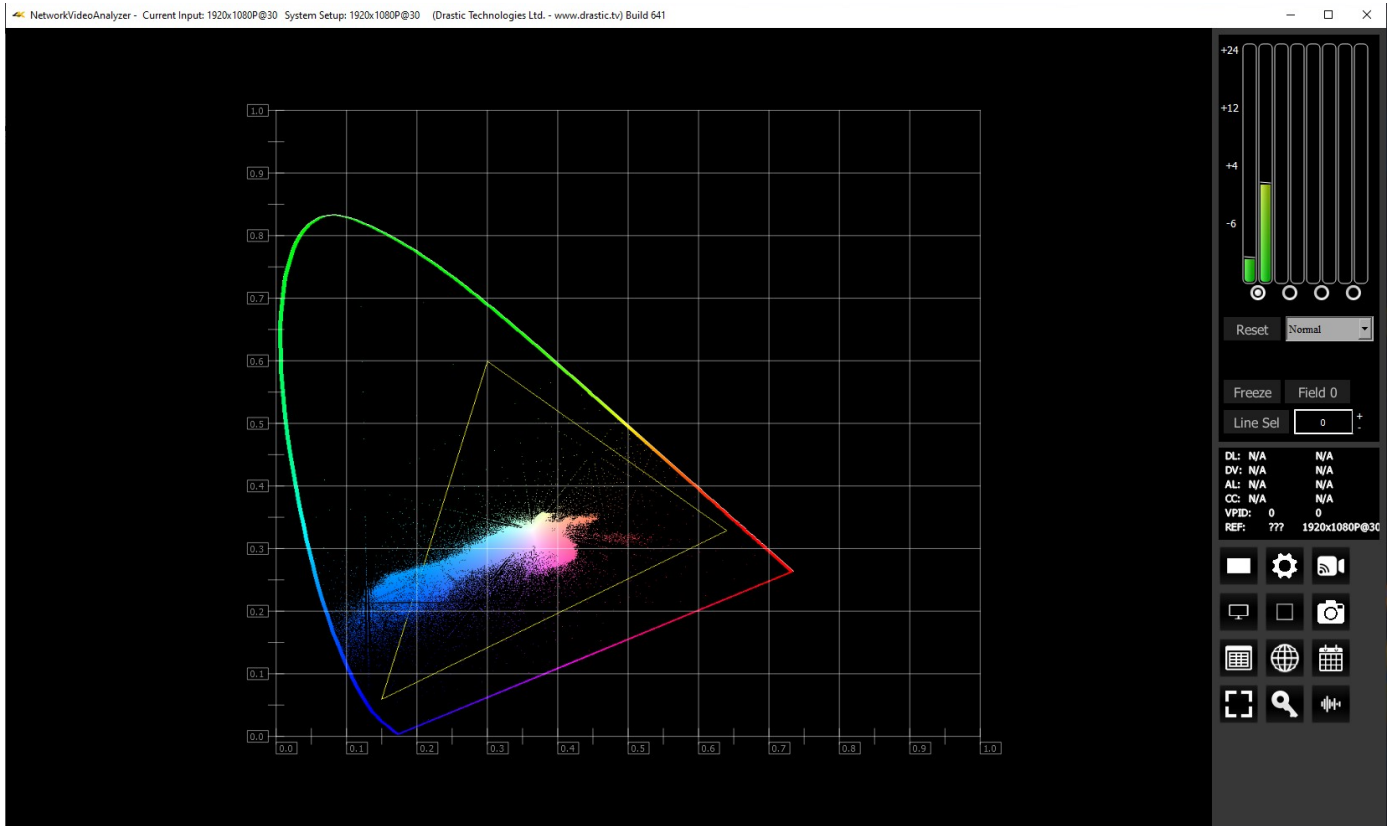 NetworkVideoAnalyzer - Current Input: 1920x1080P@30 System Setup: 1920x1080P@30 (Drastic Technologies Ltd. - www.drastic.tv) Build 641
1.0
0.9
0.8
0.7
0.6
0.5
0.4
0.3
0.2
0.1
0.0
0.0 0.1 0.2 0.3 0.4 0.5 0.6 0.7 0.8 0.9 1.0
+24
+12
+4
-6
Reset Normal
Freeze Field 0
Line Sel 0 + -
DL: N/A N/A
DV: N/A N/A
AL: N/A N/A
CC: N/A N/A
VPID: 0 0
REF: ??? 1920x1080P@30